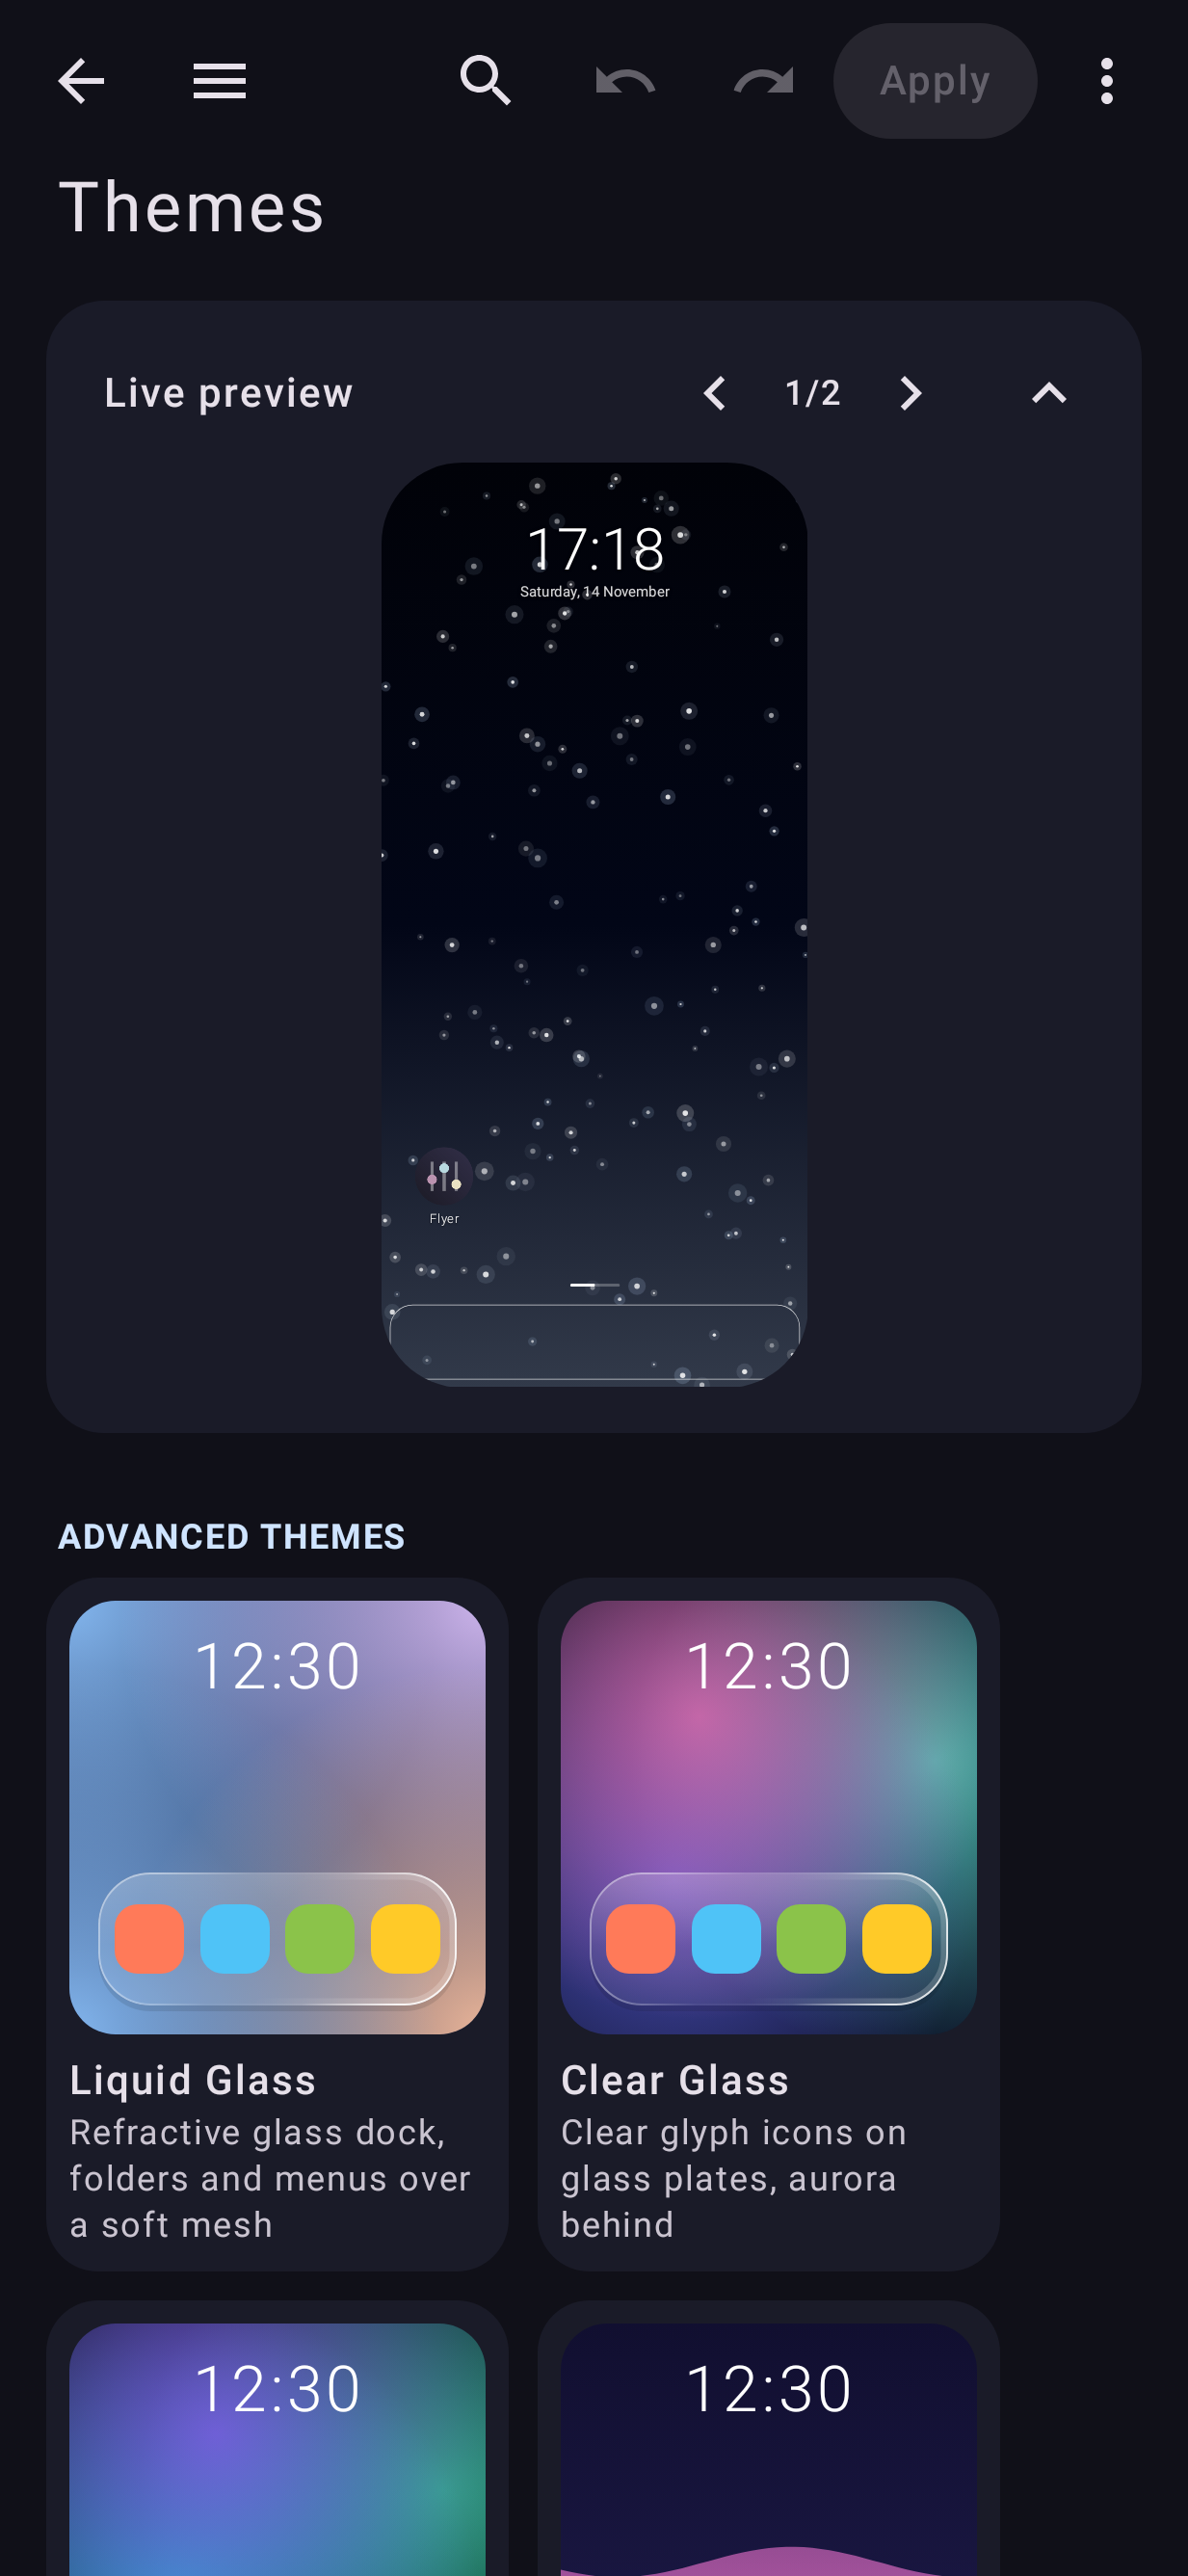 Apply
Themes
Live preview
1/2
17:18
Saturday, 14 November
Flyer
ADVANCED THEMES
12:30
12:30
Liquid Glass
Refractive glass dock,
folders and menus over
a soft mesh
Clear Glass
Clear glyph icons on
glass plates, aurora
behind
12:30
12:30